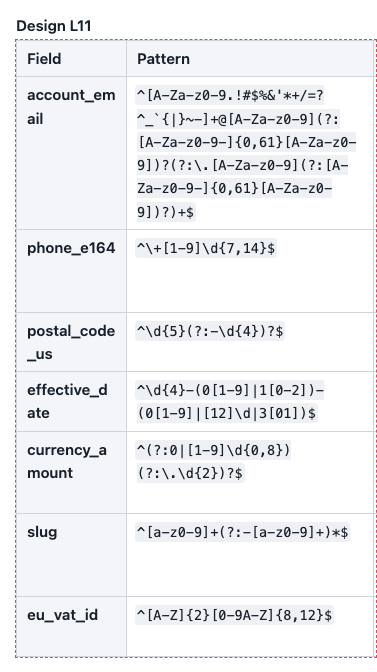 Design L11
Field Pattern
account_em
ail
^[A-Za-z0-9.!#$%&'*+/=?
^_`{|}~-]+@[A-Za-z0-9](?:
[A-Za-z0-9-]{0,61}[A-Za-z0-
9])?(?:\.[A-Za-z0-9](?:[A-
Za-z0-9-]{0,61}[A-Za-z0-
9])?)+$
phone_e164
^\+[1-9]\d{7,14}$
postal_code
_us
^\d{5}(?:-\d{4})?$
effective_d
ate
^\d{4}-(0[1-9]|1[0-2])-
(0[1-9]|[12]\d|3[01])$
currency_a
mount
^(?:0|[1-9]\d{0,8})
(?:\.\d{2})?$
slug
^[a-z0-9]+(?:-[a-z0-9]+)*$
eu_vat_id
^[A-Z]{2}[0-9A-Z]{8,12}$